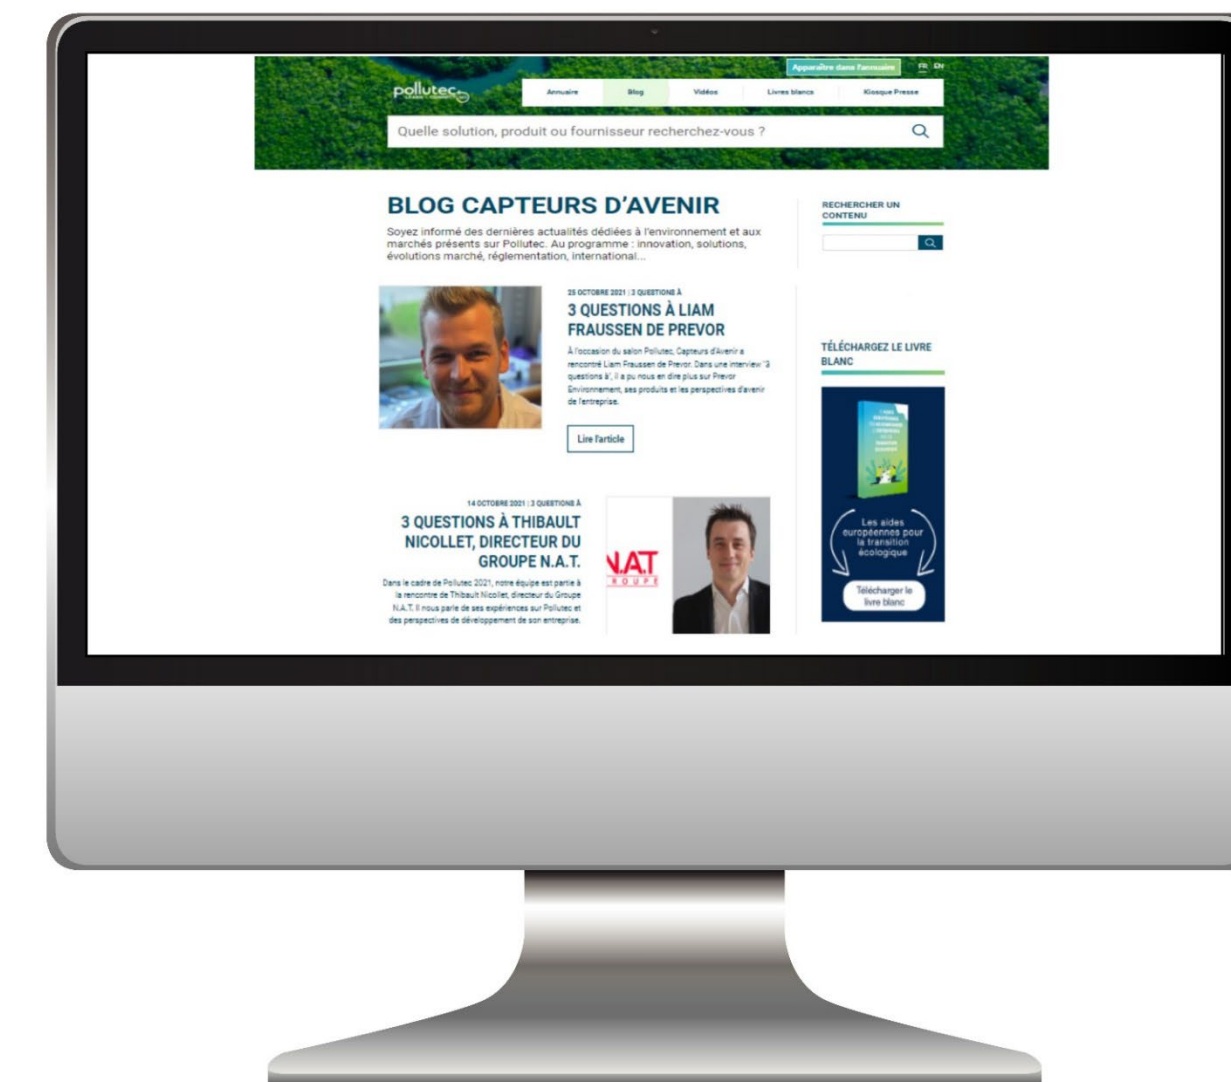 Apparaître dans l'annuaire FR EN
pollutec
Annuaire Blog Vidéos Livres blancs Kiosque Presse
Quelle solution, produit ou fournisseur recherchez-vous ?
BLOG CAPTEURS D'AVENIR
Soyez informé des dernières actualités dédiées à l'environnement et aux
marchés présents sur Pollutec. Au programme : innovation, solutions,
évolutions marché, réglementation, international...
25 OCTOBRE 2021 | 3 QUESTIONS À
3 QUESTIONS À LIAM
FRAUSSEN DE PREVOR
À l'occasion du salon Pollutec, Capteurs d'Avenir a
rencontré Liam Fraussen de Prevor. Dans une interview "3
questions à", il a pu nous en dire plus sur Prevor
Environnement, ses produits et les perspectives d'avenir
de l'entreprise.
Lire l'article
14 OCTOBRE 2021 | 3 QUESTIONS À
3 QUESTIONS À THIBAULT
NICOLLET, DIRECTEUR DU
GROUPE N.A.T.
Dans le cadre de Pollutec 2021, notre équipe est partie à
la rencontre de Thibault Nicollet, directeur du Groupe
N.A.T. Il nous parle de ses expériences sur Pollutec et
des perspectives de développement de son entreprise.
N.A.T
ROUPE
RECHERCHER UN
CONTENU
TÉLÉCHARGEZ LE LIVRE
BLANC
Les aides
européennes pour
la transition
écologique
Télécharger le
livre blanc